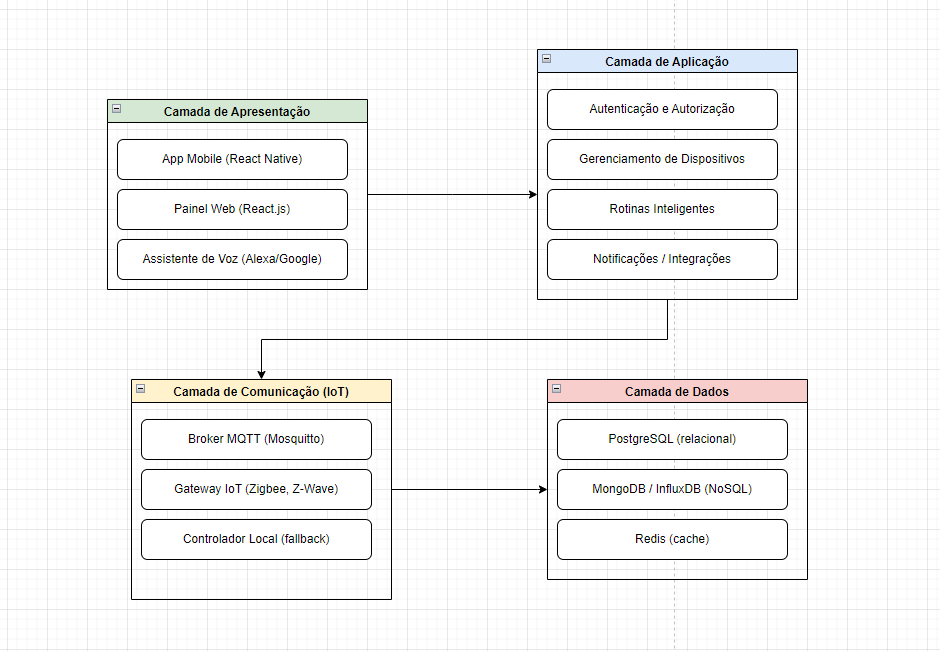 Camada de Apresentação
App Mobile (React Native)
Painel Web (React.js)
Assistente de Voz (Alexa/Google)
Camada de Aplicação
Autenticação e Autorização
Gerenciamento de Dispositivos
Rotinas Inteligentes
Notificações / Integrações
Camada de Comunicação (IoT)
Broker MQTT (Mosquitto)
Gateway IoT (Zigbee, Z-Wave)
Controlador Local (fallback)
Camada de Dados
PostgreSQL (relacional)
MongoDB / InfluxDB (NoSQL)
Redis (cache)